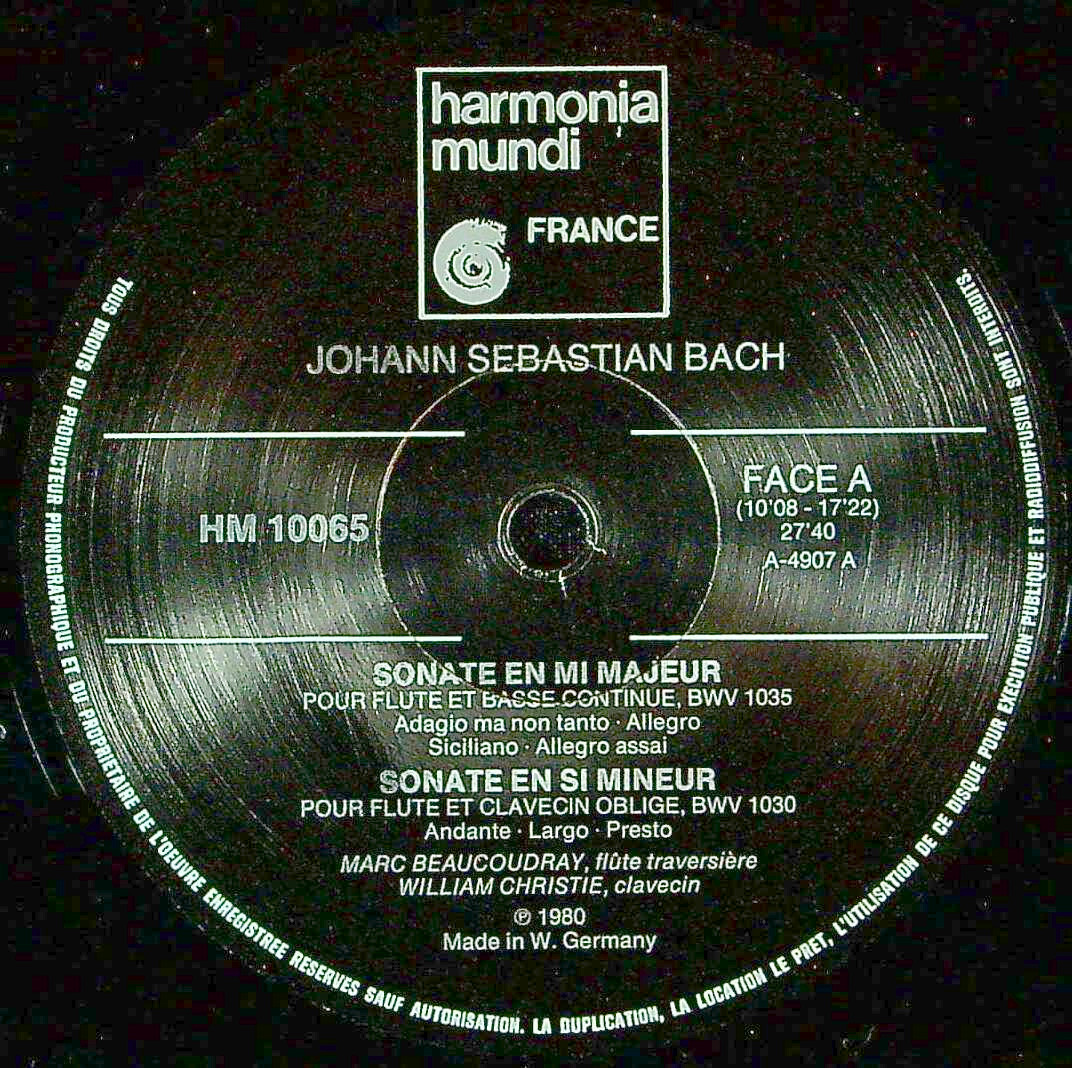 harmonia
mundi
FRANCE
JOHANN SEBASTIAN BACH
HM 10065
FACE A
(10'08 - 17'22)
27'40
A-4907 A
SONATE EN MI MAJEUR
POUR FLUTE ET BASSE CONTINUE, BWV 1035
Adagio ma non tanto · Allegro
Siciliano · Allegro assai
SONATE EN SI MINEUR
POUR FLUTE ET CLAVECIN OBLIGE, BWV 1030
Andante · Largo · Presto
MARC BEAUCOUDRAY, flûte traversière
WILLIAM CHRISTIE, clavecin
℗ 1980
Made in W. Germany
TOUS DROITS DU PRODUCTEUR PHONOGRAPHIQUE ET DU PROPRIETAIRE DE L'OEUVRE ENREGISTREE RESERVES SAUF AUTORISATION. LA DUPLICATION, LA LOCATION LE PRET, L'UTILISATION DE CE DISQUE POUR EXECUTION PUBLIQUE ET RADIODIFFUSION SONT INTERDITS.